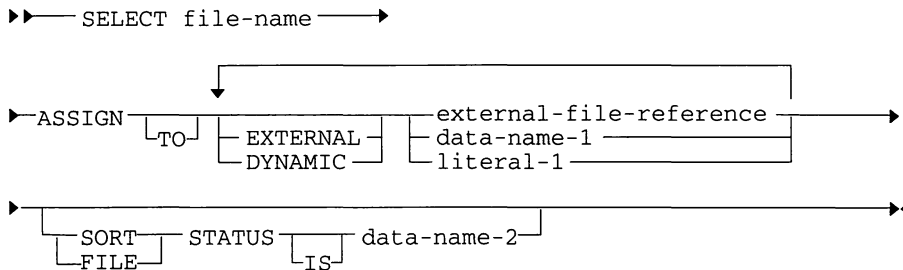 SELECT file-name
ASSIGN TO EXTERNAL external-file-reference
DYNAMIC data-name-1
literal-1
SORT STATUS IS data-name-2
FILE